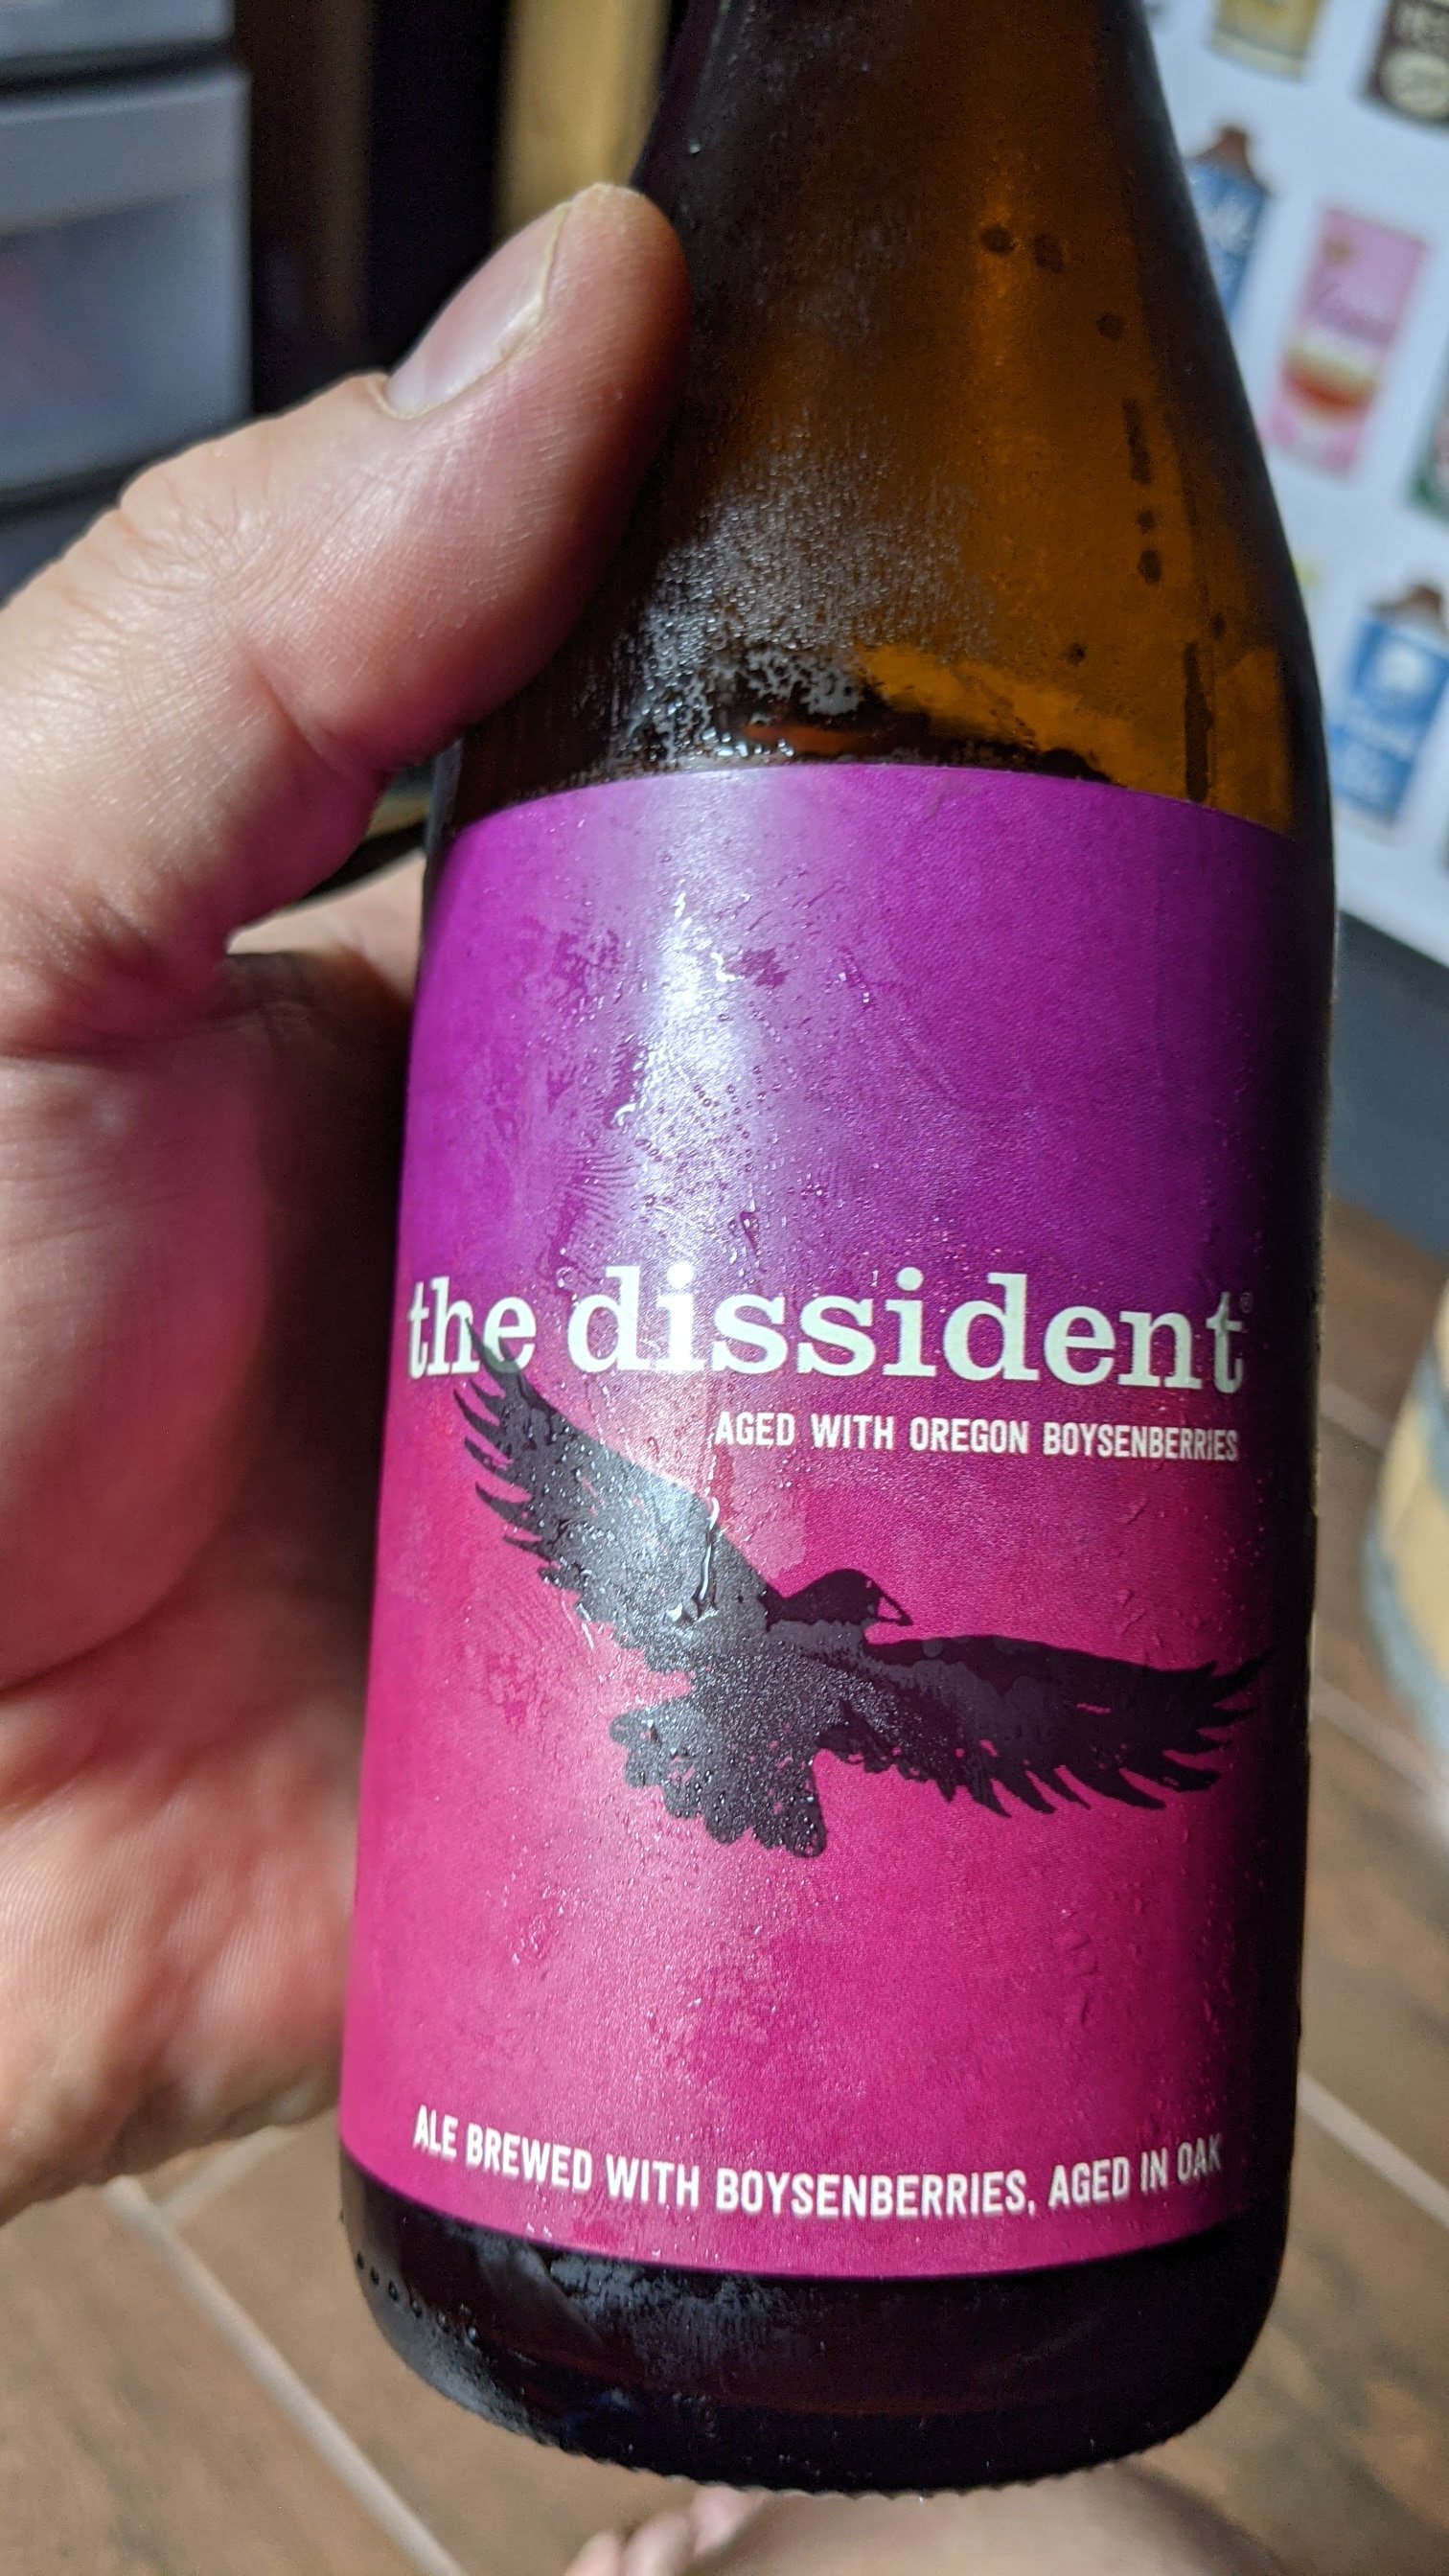 the dissident®
AGED WITH OREGON BOYSENBERRIES
ALE BREWED WITH BOYSENBERRIES, AGED IN OAK